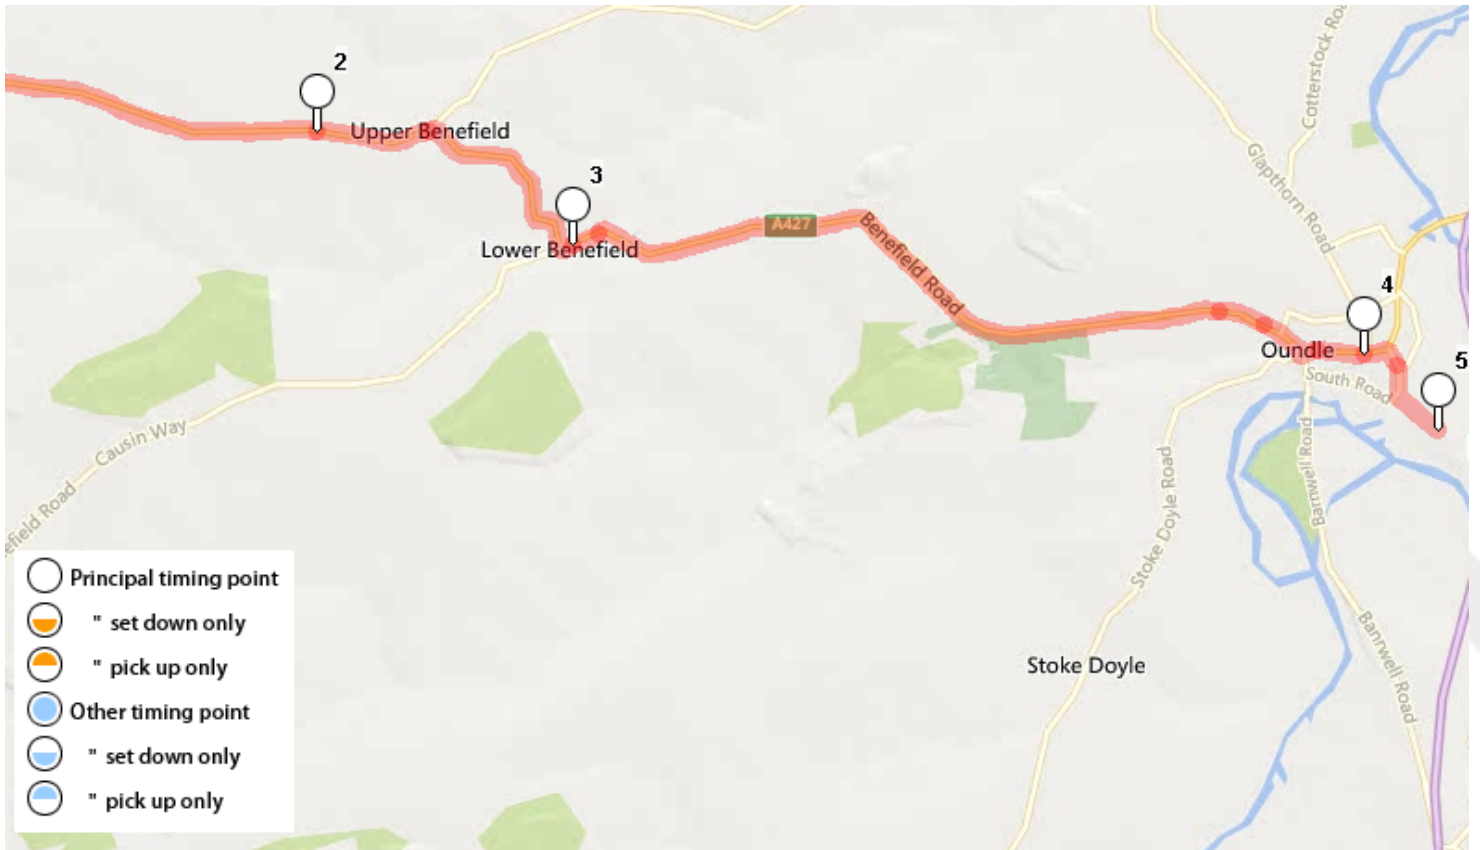 2
Upper Benefield
3
Lower Benefield
A427
Benefield Road
Cotterstock Ro
Glapthorn Road
4
Oundle
South Road
5
Causin Way
efield Road
Stoke Doyle Road
Barnwell Road
Banrwell Road
Stoke Doyle
Principal timing point
" set down only
" pick up only
Other timing point
" set down only
" pick up only